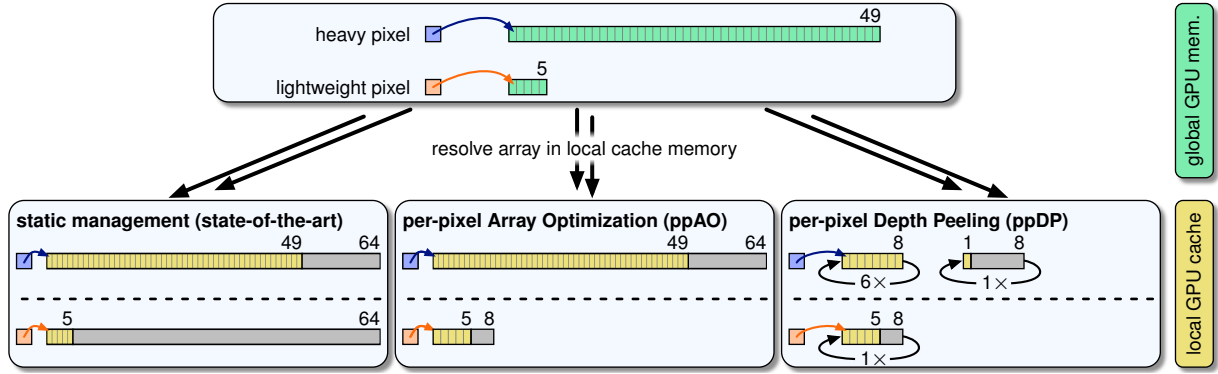 49
heavy pixel
5
lightweight pixel
global GPU mem.
resolve array in local cache memory
static management (state-of-the-art)
49 64
5 64
per-pixel Array Optimization (ppAO)
49 64
5 8
per-pixel Depth Peeling (ppDP)
8 1 8
6× 1×
5 8
1×
local GPU cache